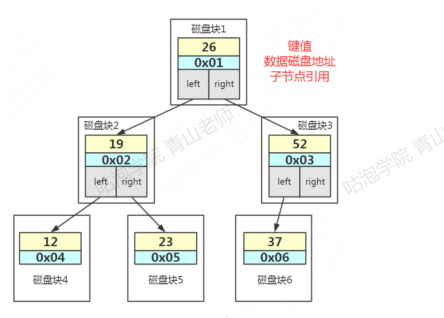 磁盘块1
26
0x01
left right
键值
数据磁盘地址
子节点引用
磁盘块2
19
0x02
left right
磁盘块3
52
0x03
left right
12
0x04
磁盘块4
23
0x05
磁盘块5
37
0x06
磁盘块6
咕泡学院 青山老师
咕泡学院 青山老师